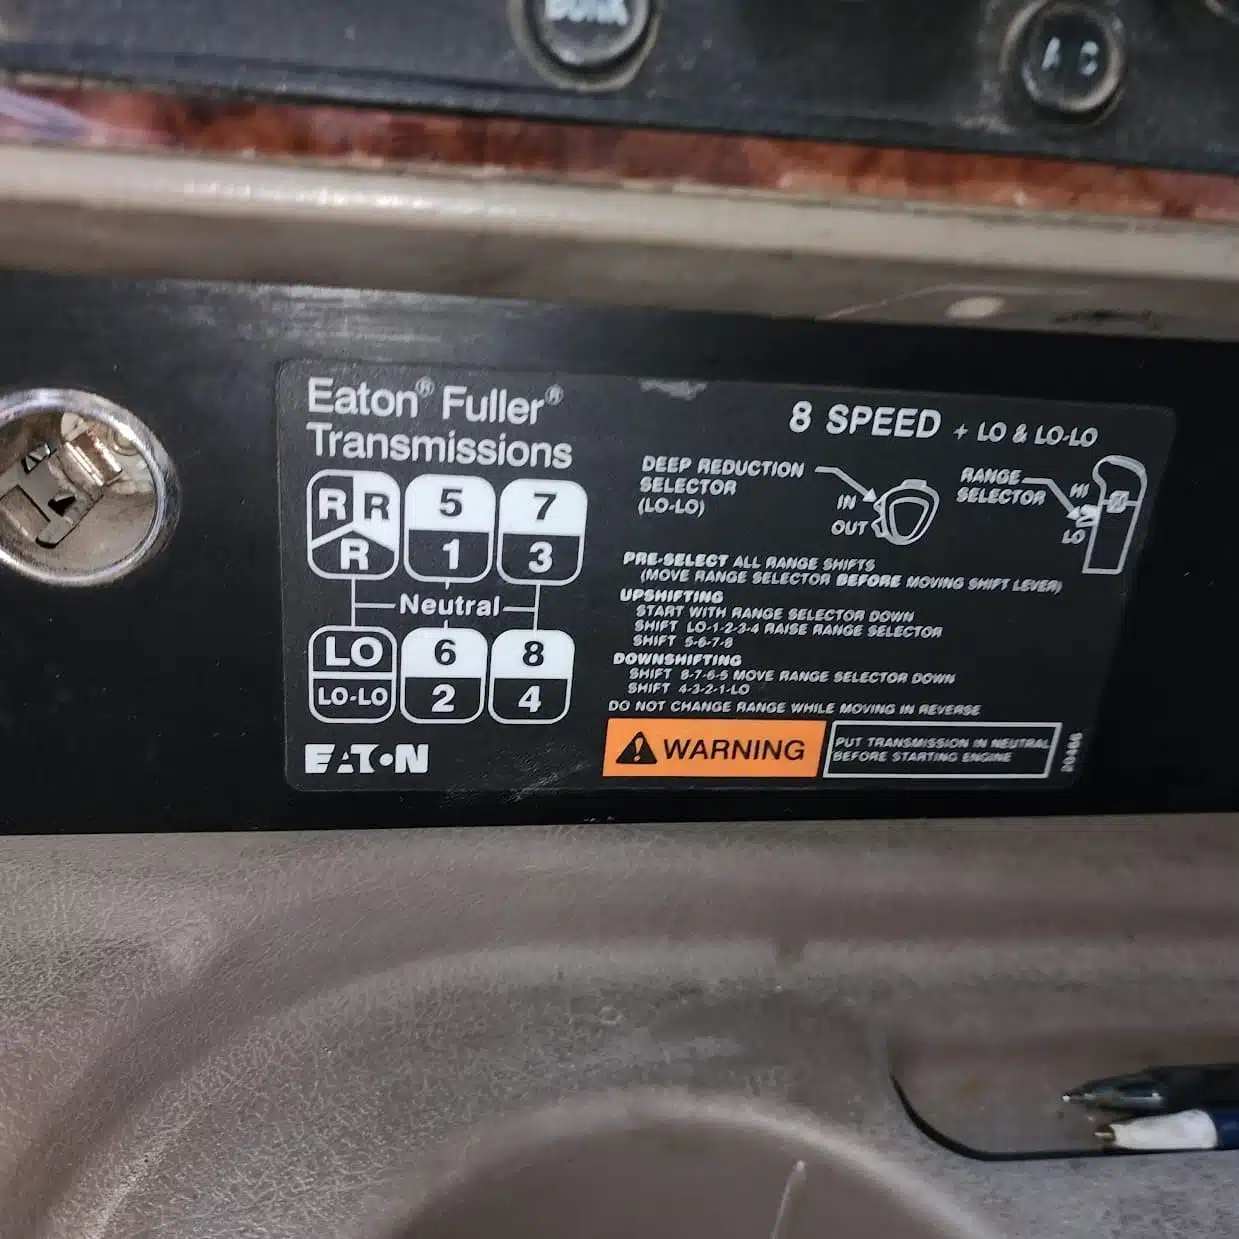 BUNK
A/C
Eaton® Fuller®
Transmissions
R R
R
5
1
7
3
Neutral
LO
LO-LO
6
2
8
4
EATON
8 SPEED + LO & LO-LO
DEEP REDUCTION
SELECTOR
(LO-LO)
IN
OUT
RANGE
SELECTOR
HI
LO
PRE-SELECT ALL RANGE SHIFTS
(MOVE RANGE SELECTOR BEFORE MOVING SHIFT LEVER)
UPSHIFTING
START WITH RANGE SELECTOR DOWN
SHIFT LO-1-2-3-4 RAISE RANGE SELECTOR
SHIFT 5-6-7-8
DOWNSHIFTING
SHIFT 8-7-6-5 MOVE RANGE SELECTOR DOWN
SHIFT 4-3-2-1-LO
DO NOT CHANGE RANGE WHILE MOVING IN REVERSE
WARNING
PUT TRANSMISSION IN NEUTRAL
BEFORE STARTING ENGINE